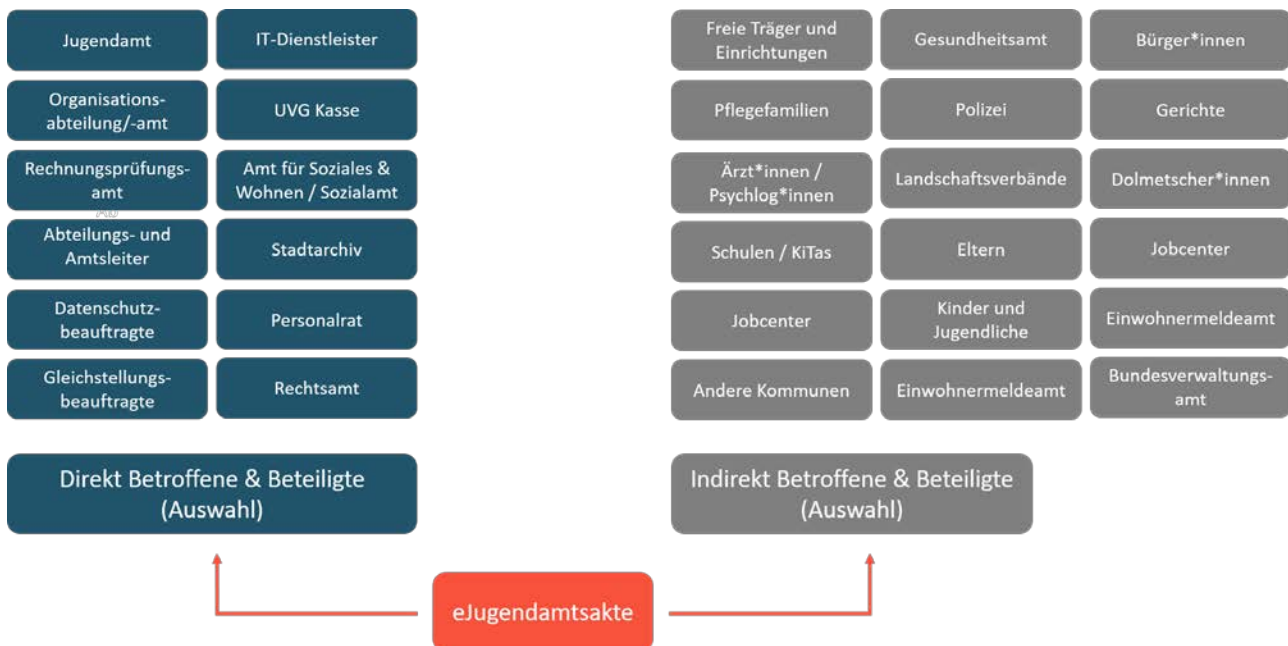 Jugendamt
IT-Dienstleister
Organisations-
abteilung/-amt
UVG Kasse
Rechnungsprüfungs-
amt
Amt für Soziales &
Wohnen / Sozialamt
Abteilungs- und
Amtsleiter
Stadtarchiv
Datenschutz-
beauftragte
Personalrat
Gleichstellungs-
beauftragte
Rechtsamt
Direkt Betroffene & Beteiligte
(Auswahl)
Freie Träger und
Einrichtungen
Gesundheitsamt
Bürger*innen
Pflegefamilien
Polizei
Gerichte
Ärzt*innen /
Psychlog*innen
Landschaftsverbände
Dolmetscher*innen
Schulen / KiTas
Eltern
Jobcenter
Jobcenter
Kinder und
Jugendliche
Einwohnermeldeamt
Andere Kommunen
Einwohnermeldeamt
Bundesverwaltungs-
amt
Indirekt Betroffene & Beteiligte
(Auswahl)
eJugendamtsakte